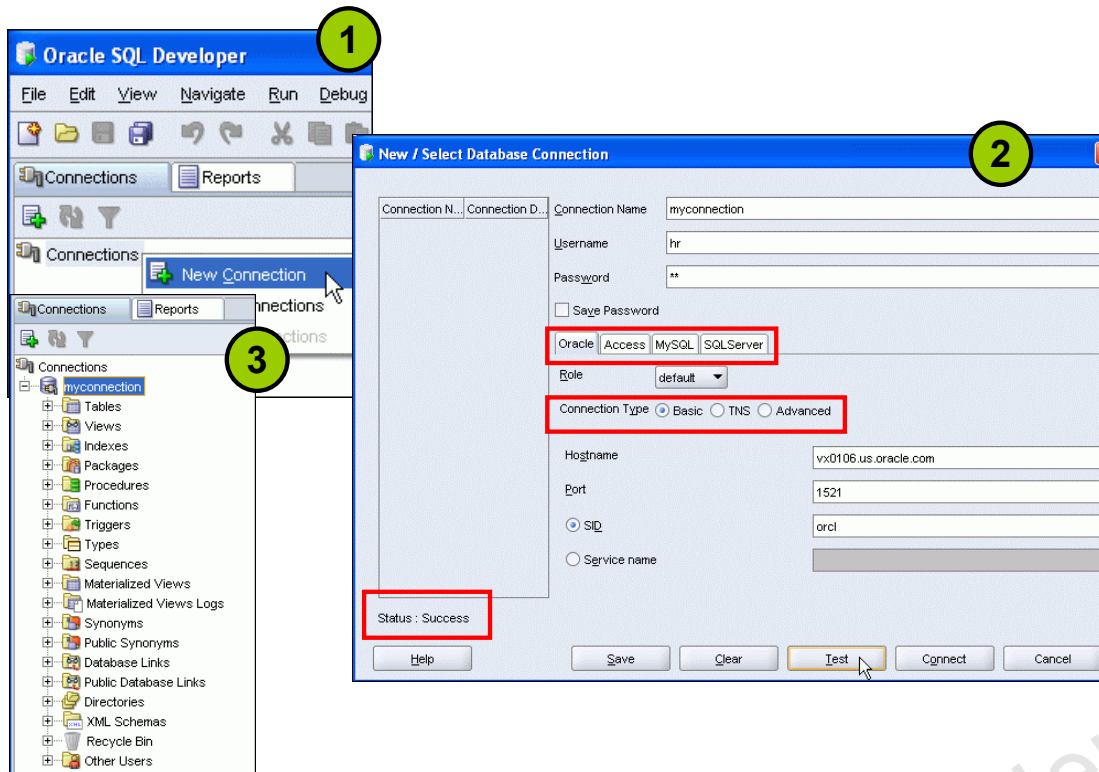 1
Oracle SQL Developer
File Edit View Navigate Run Debug
Connections Reports
Connections
New Connection
nnections
ctions
2
New / Select Database Connection
Connection N... Connection D...
Connection Name myconnection
Username hr
Password **
Save Password
Oracle Access MySQL SQLServer
Role default
Connection Type Basic TNS Advanced
Hostname vx0106.us.oracle.com
Port 1521
SID orcl
Service name
Status : Success
Help Save Clear Test Connect Cancel
3
Connections Reports
Connections
myconnection
Tables
Views
Indexes
Packages
Procedures
Functions
Triggers
Types
Sequences
Materialized Views
Materialized Views Logs
Synonyms
Public Synonyms
Database Links
Public Database Links
Directories
XML Schemas
Recycle Bin
Other Users